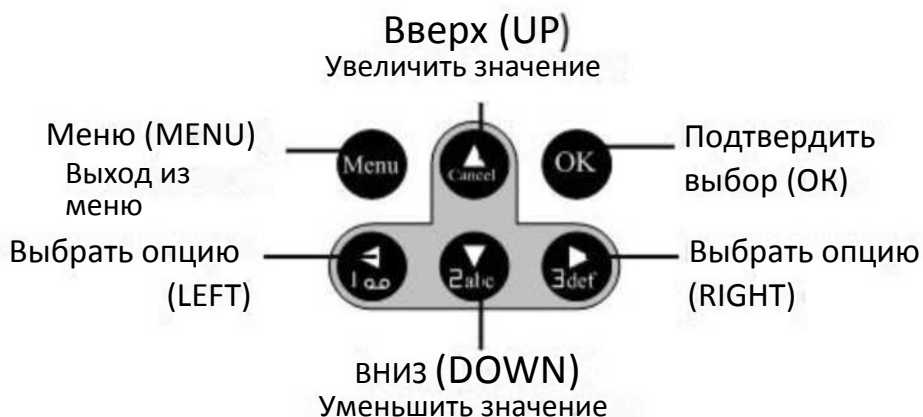 Вверх (UP)
Увеличить значение
Меню (MENU)
Выход из
меню
Menu
Cancel
OK
Подтвердить
выбор (ОК)
Выбрать опцию
(LEFT)
1
2abc
3def
Выбрать опцию
(RIGHT)
вниз (DOWN)
Уменьшить значение